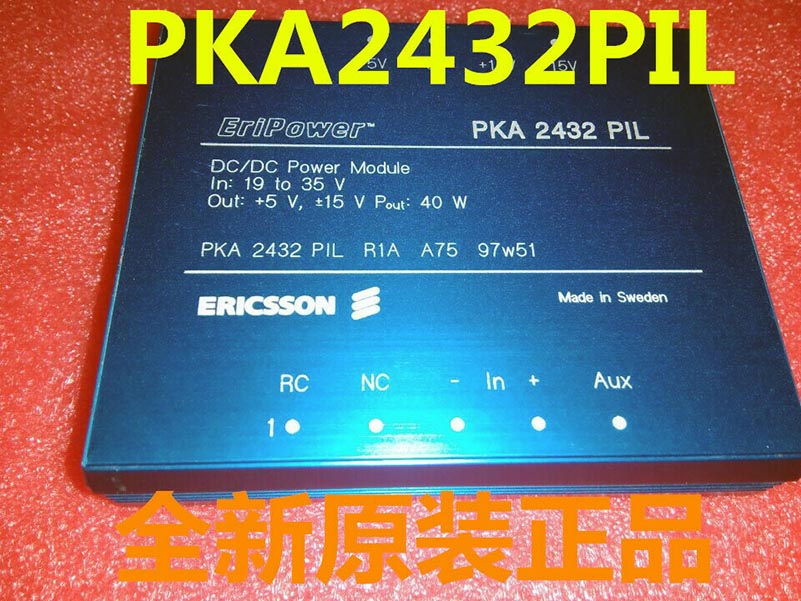 PKA2432PIL
EriPower™ PKA 2432 PIL
DC/DC Power Module
In: 19 to 35 V
Out: +5 V, ±15 V Pout: 40 W
PKA 2432 PIL R1A A75 97w51
ERICSSON Made in Sweden
RC NC - In + Aux
1
全新原装正品